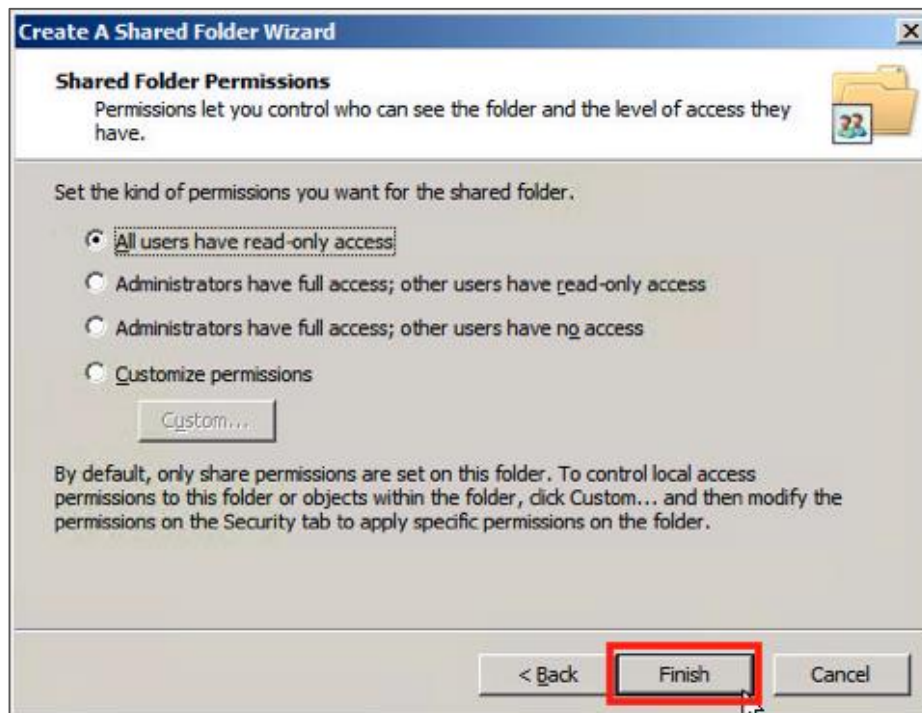 Create A Shared Folder Wizard
Shared Folder Permissions
Permissions let you control who can see the folder and the level of access they
have.
Set the kind of permissions you want for the shared folder.
All users have read-only access
Administrators have full access; other users have read-only access
Administrators have full access; other users have no access
Customize permissions
Custom...
By default, only share permissions are set on this folder. To control local access
permissions to this folder or objects within the folder, click Custom... and then modify the
permissions on the Security tab to apply specific permissions on the folder.
< Back Finish Cancel